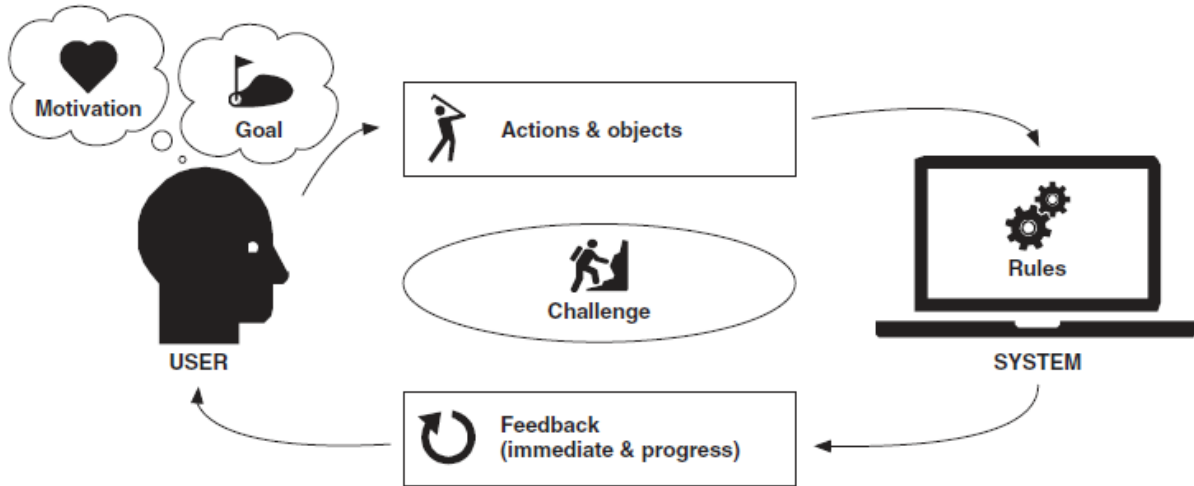 Motivation
Goal
Actions & objects
Rules
Challenge
USER
SYSTEM
Feedback
(immediate & progress)